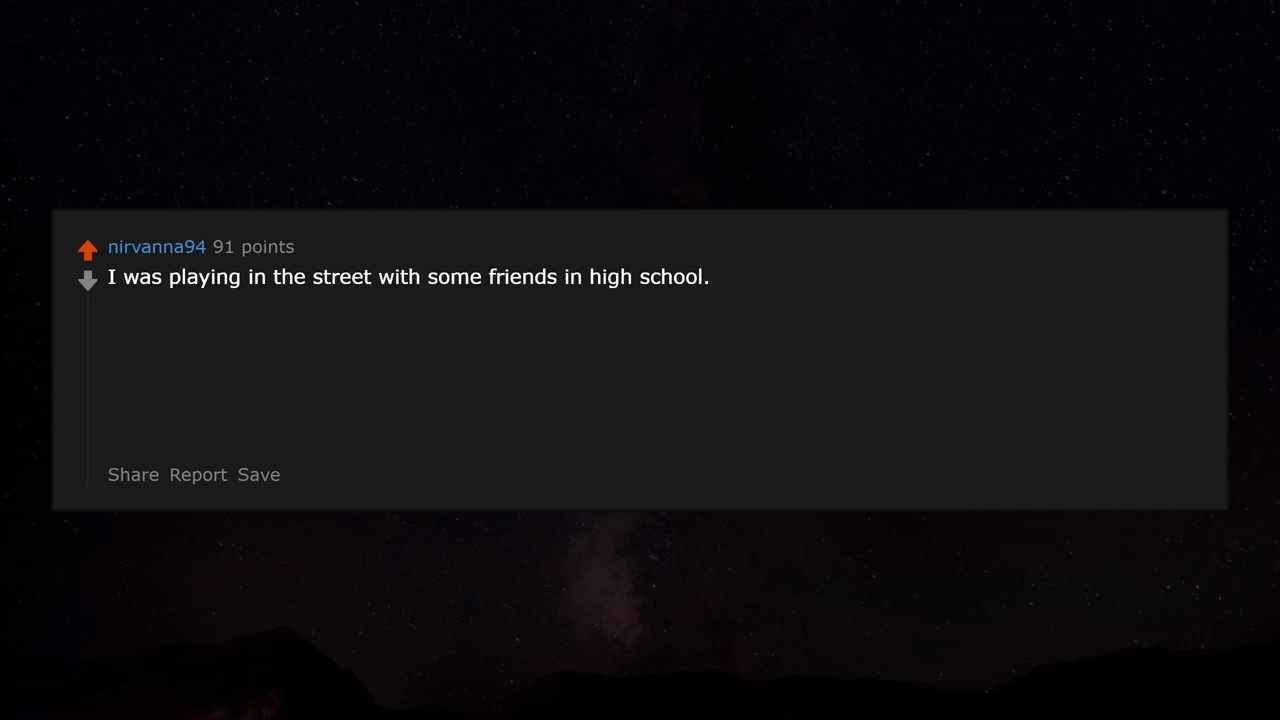 nirvanna94 91 points
I was playing in the street with some friends in high school.
Share Report Save